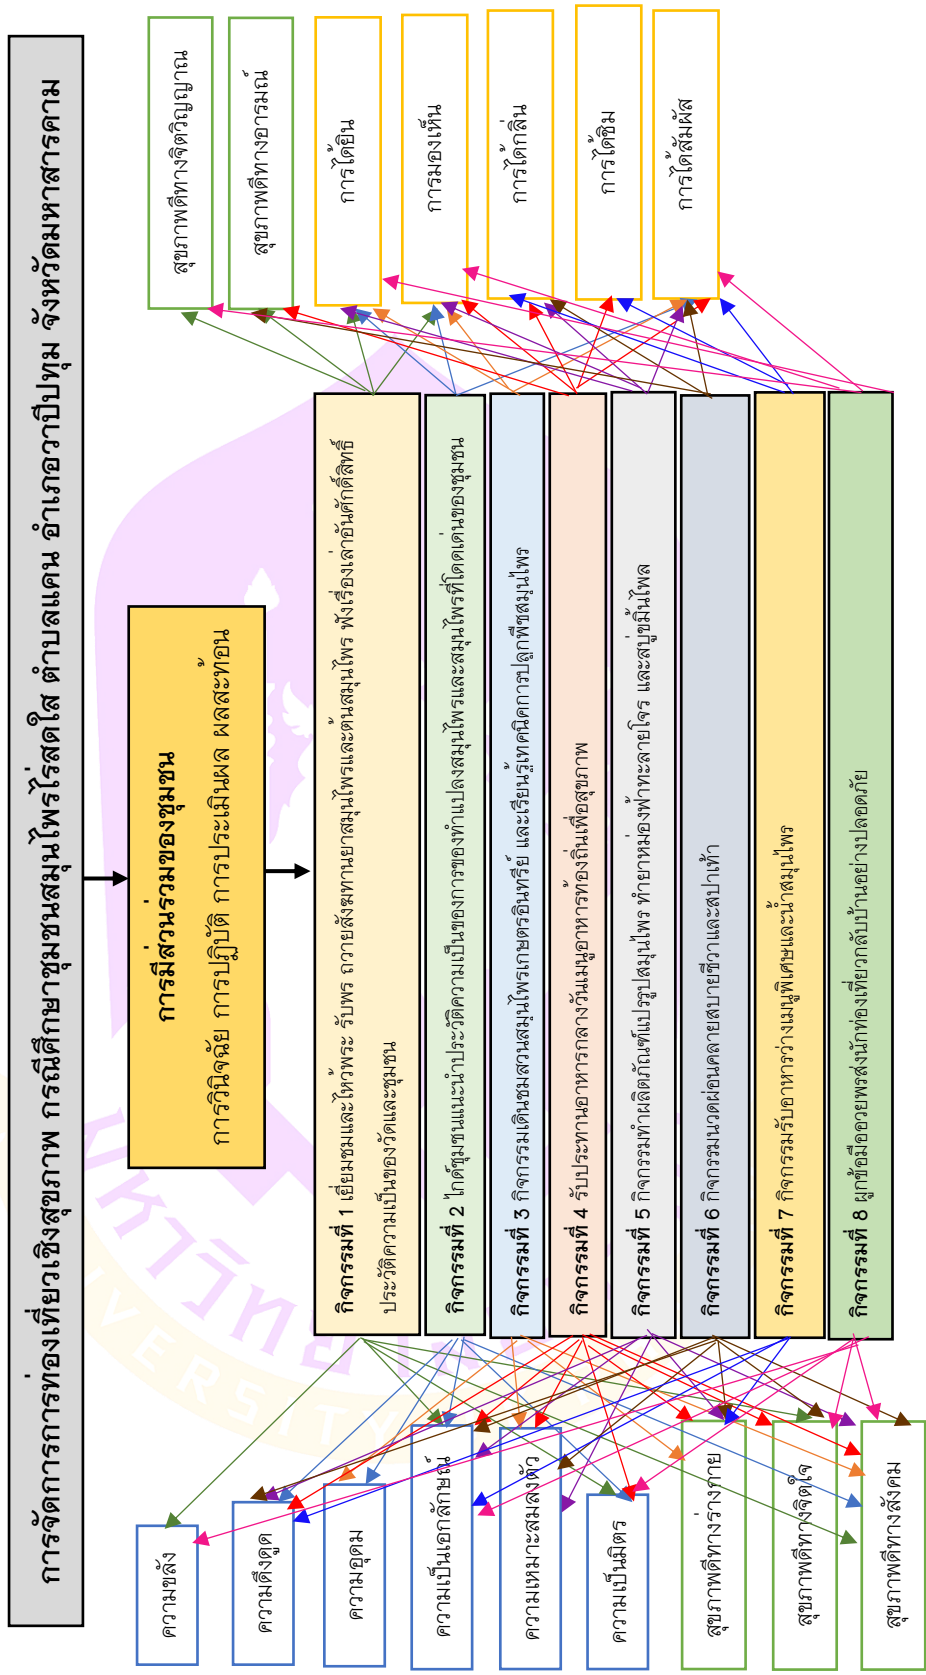 การจัดการการท่องเที่ยวเชิงสุขภาพ กรณีศึกษาชุมชนสมุนไพรไร่สดใส ตำบลแคน อำเภอวาปีปทุม จังหวัดมหาสารคาม
การมีส่วนร่วมของชุมชน
การวินิจฉัย การปฏิบัติ การประเมินผล ผลสะท้อน
กิจกรรมที่ 1 เยี่ยมชมและไหว้พระ รับพร ถวายสังฆทานยาสมุนไพรและต้นสมุนไพร ฟังเรื่องเล่าอันศักดิ์สิทธิ์
ประวัติความเป็นของวัดและชุมชน
กิจกรรมที่ 2 ไกด์ชุมชนแนะนำประวัติความเป็นของการของทำแปลงสมุนไพรและสมุนไพรที่โดดเด่นของชุมชน
กิจกรรมที่ 3 กิจกรรมเดินชมสวนสมุนไพรเกษตรอินทรีย์ และเรียนรู้เทคนิคการปลูกพืชสมุนไพร
กิจกรรมที่ 4 รับประทานอาหารกลางวันเมนูอาหารท้องถิ่นเพื่อสุขภาพ
กิจกรรมที่ 5 กิจกรรมทำผลิตภัณฑ์แปรรูปสมุนไพร ทำยาหม่องฟ้าทะลายโจร และสบู่ขมิ้นไพล
กิจกรรมที่ 6 กิจกรรมนวดผ่อนคลายสบายชีวาและสปาเท้า
กิจกรรมที่ 7 กิจกรรมรับอาหารว่างเมนูพิเศษและน้ำสมุนไพร
กิจกรรมที่ 8 ผูกข้อมืออวยพรส่งนักท่องเที่ยวกลับบ้านอย่างปลอดภัย
ความขลัง
ความดึงดูด
ความอุดม
ความเป็นเอกลักษณ์
ความเหมาะสมลงตัว
ความเป็นมิตร
สุขภาพดีทางร่างกาย
สุขภาพดีทางจิตใจ
สุขภาพดีทางสังคม
สุขภาพดีทางจิตวิญญาณ
สุขภาพดีทางอารมณ์
การได้ยิน
การมองเห็น
การได้กลิ่น
การได้ชิม
การได้สัมผัส